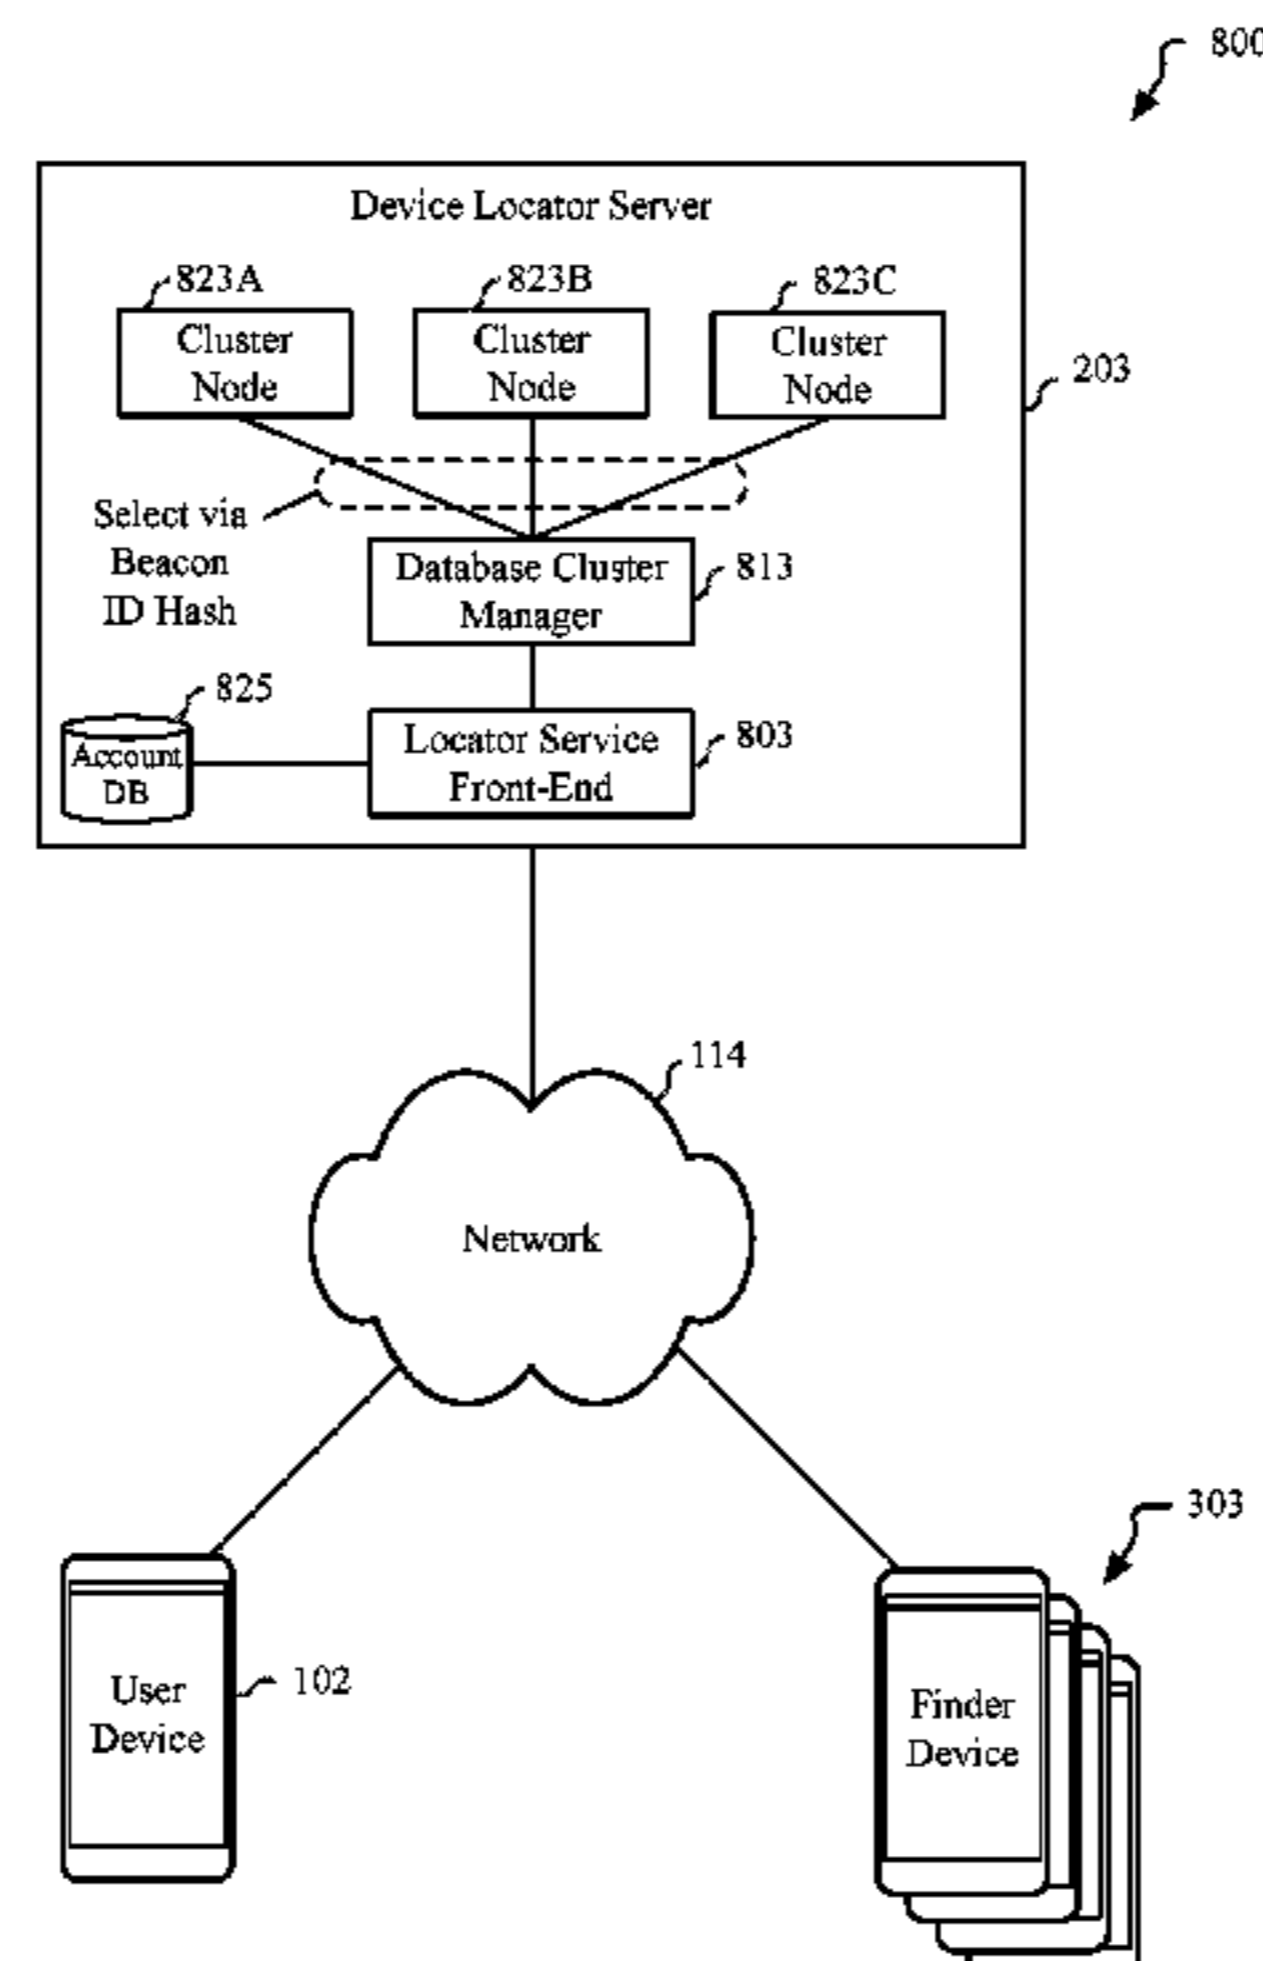 800
Device Locator Server
823A
823B
823C
Cluster
Node
Cluster
Node
Cluster
Node
203
Select via
Beacon
ID Hash
Database Cluster
Manager
813
825
Account
DB
Locator Service
Front-End
803
114
Network
303
User
Device
102
Finder
Device